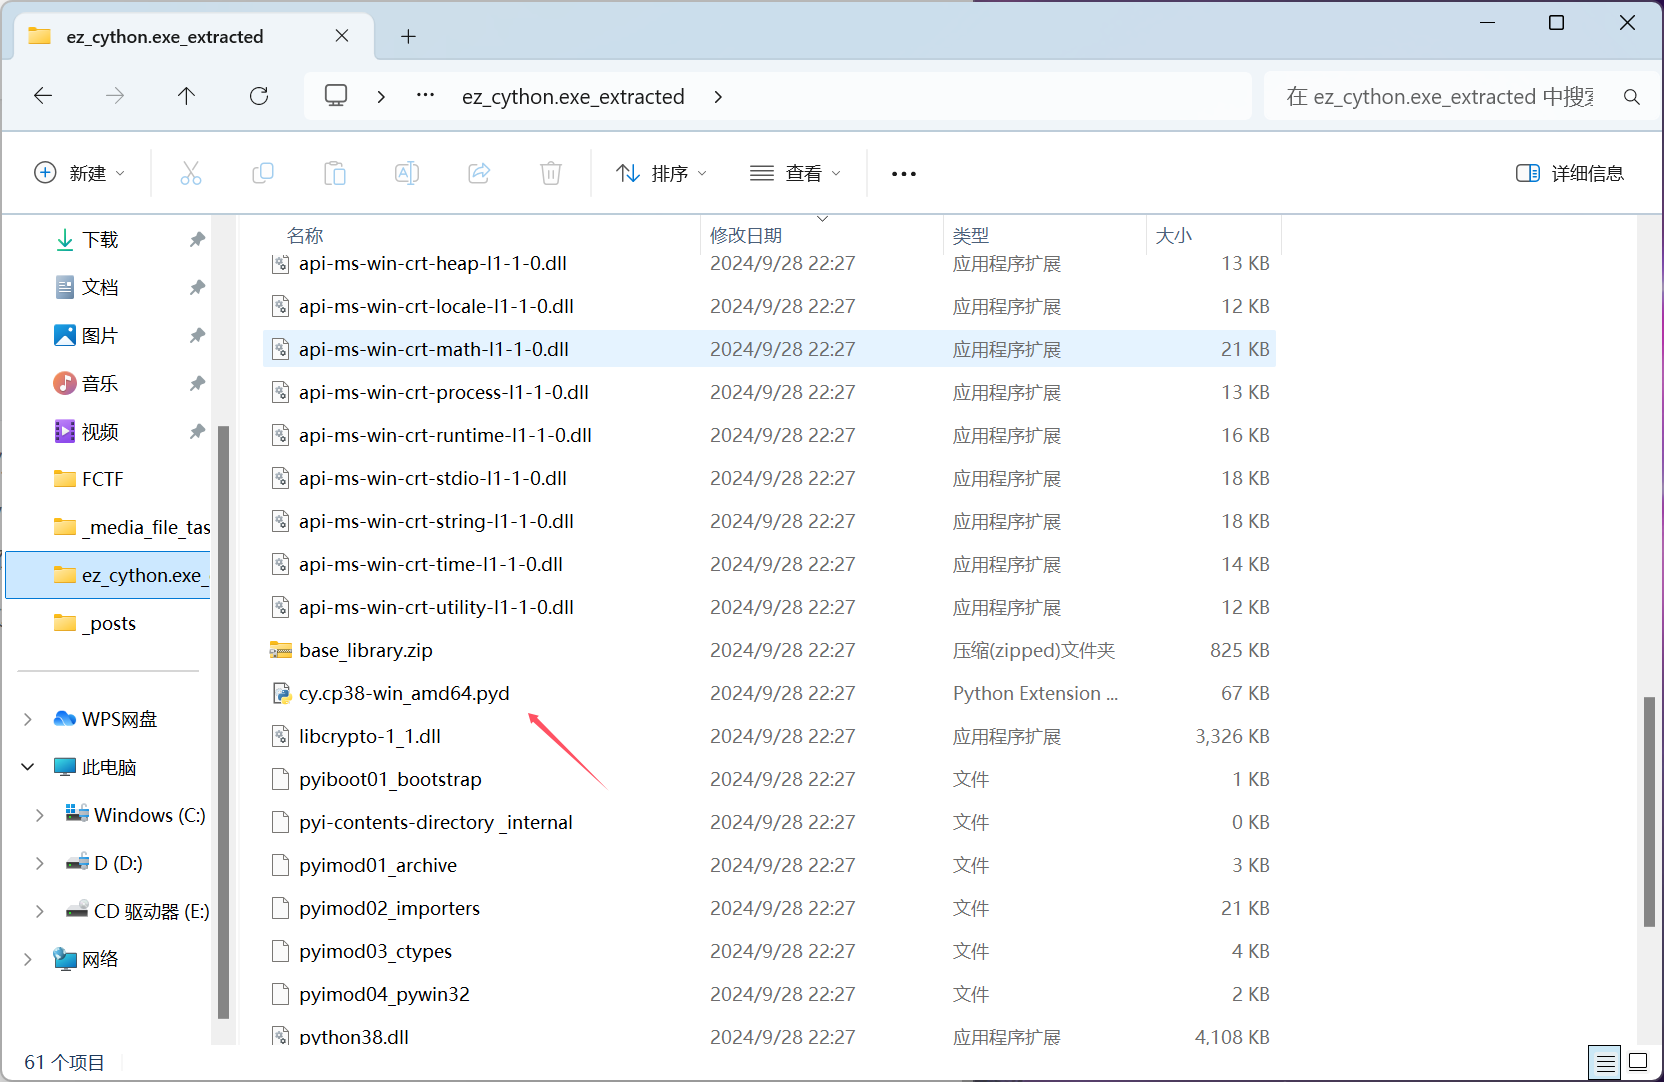 ez_cython.exe_extracted
ez_cython.exe_extracted
在 ez_cython.exe_extracted 中搜
新建
排序
查看
详细信息
下载
文档
图片
音乐
视频
FCTF
_media_file_tas
ez_cython.exe_
_posts
WPS网盘
此电脑
Windows (C:)
D (D:)
CD 驱动器 (E:)
网络
名称 修改日期 类型 大小
api-ms-win-crt-heap-l1-1-0.dll 2024/9/28 22:27 应用程序扩展 13 KB
api-ms-win-crt-locale-l1-1-0.dll 2024/9/28 22:27 应用程序扩展 12 KB
api-ms-win-crt-math-l1-1-0.dll 2024/9/28 22:27 应用程序扩展 21 KB
api-ms-win-crt-process-l1-1-0.dll 2024/9/28 22:27 应用程序扩展 13 KB
api-ms-win-crt-runtime-l1-1-0.dll 2024/9/28 22:27 应用程序扩展 16 KB
api-ms-win-crt-stdio-l1-1-0.dll 2024/9/28 22:27 应用程序扩展 18 KB
api-ms-win-crt-string-l1-1-0.dll 2024/9/28 22:27 应用程序扩展 18 KB
api-ms-win-crt-time-l1-1-0.dll 2024/9/28 22:27 应用程序扩展 14 KB
api-ms-win-crt-utility-l1-1-0.dll 2024/9/28 22:27 应用程序扩展 12 KB
base_library.zip 2024/9/28 22:27 压缩(zipped)文件夹 825 KB
cy.cp38-win_amd64.pyd 2024/9/28 22:27 Python Extension ... 67 KB
libcrypto-1_1.dll 2024/9/28 22:27 应用程序扩展 3,326 KB
pyiboot01_bootstrap 2024/9/28 22:27 文件 1 KB
pyi-contents-directory _internal 2024/9/28 22:27 文件 0 KB
pyimod01_archive 2024/9/28 22:27 文件 3 KB
pyimod02_importers 2024/9/28 22:27 文件 21 KB
pyimod03_ctypes 2024/9/28 22:27 文件 4 KB
pyimod04_pywin32 2024/9/28 22:27 文件 2 KB
python38.dll 2024/9/28 22:27 应用程序扩展 4,108 KB
61 个项目